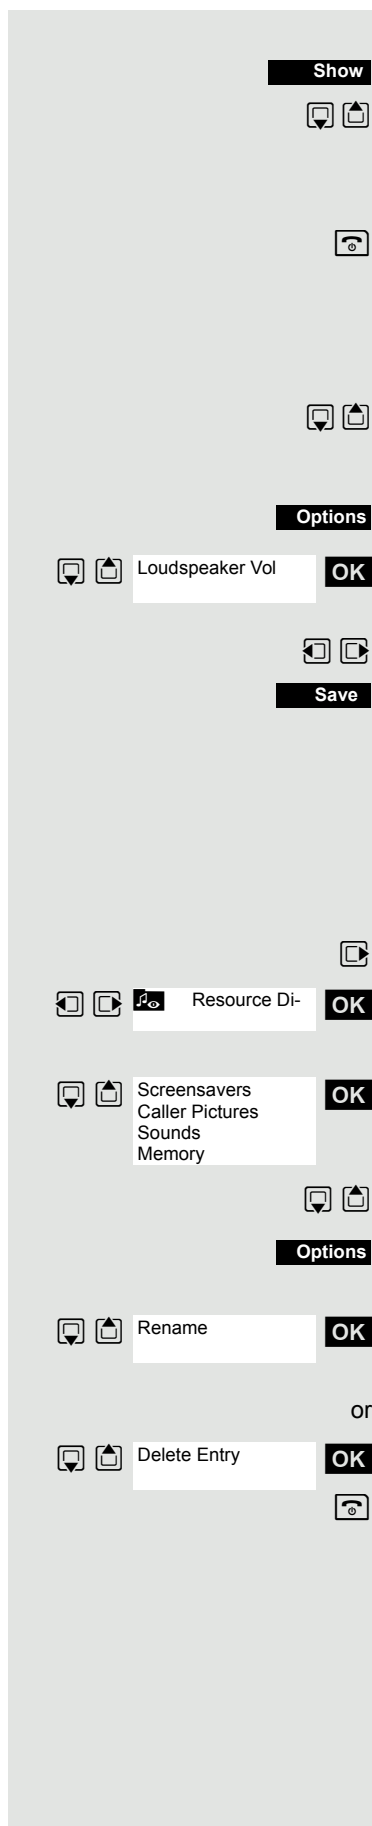 Show
Options
Loudspeaker Vol OK
Save
Resource Di- OK
Screensavers OK
Caller Pictures
Sounds
Memory
Options
Rename OK
or
Delete Entry OK